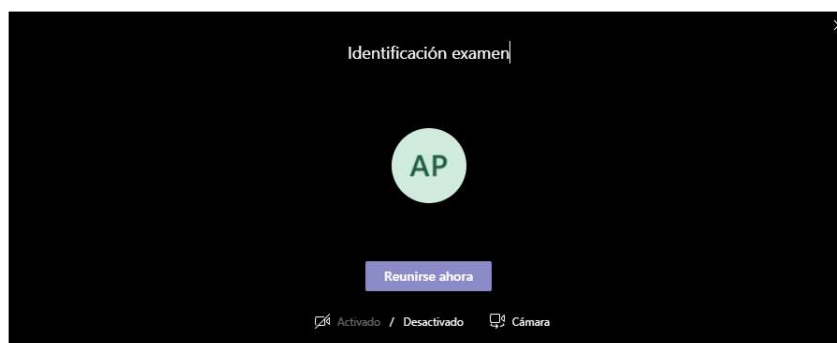 Identificación examen
AP
Reunirse ahora
Activado / Desactivado Cámara